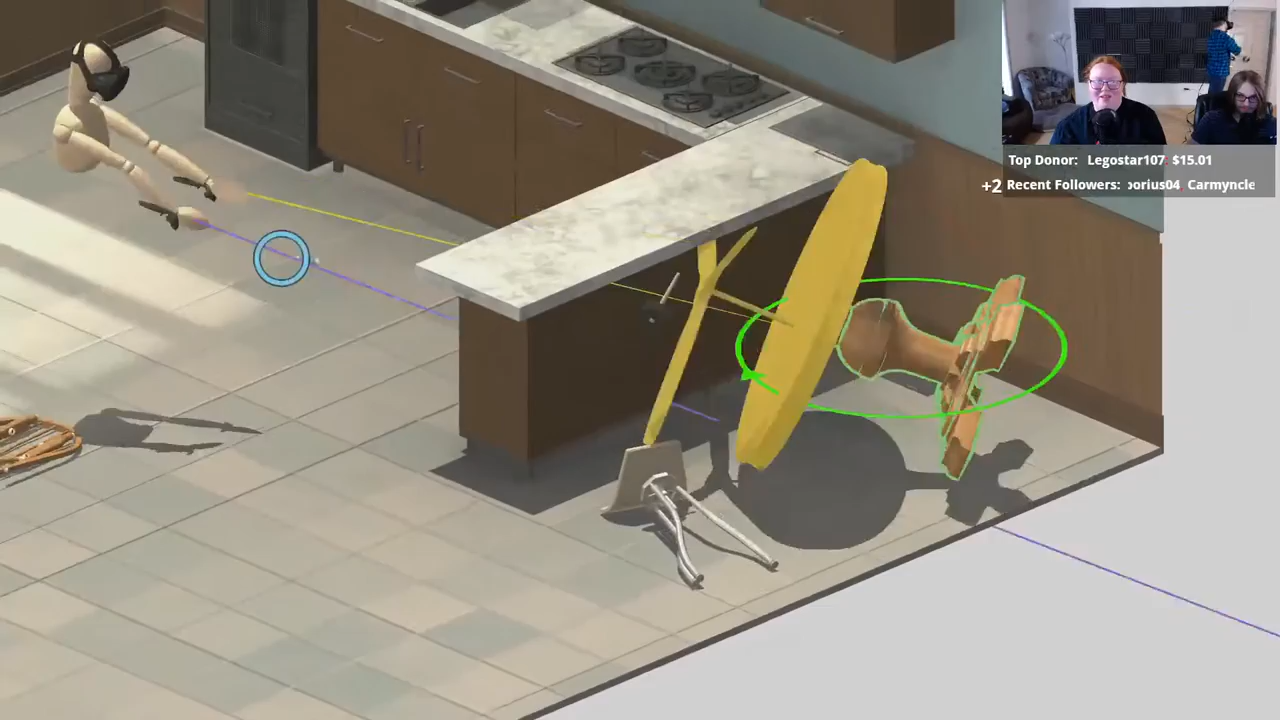 Top Donor: Legostar107 $15.01
+2 Recent Followers: orius04 Carmyncle